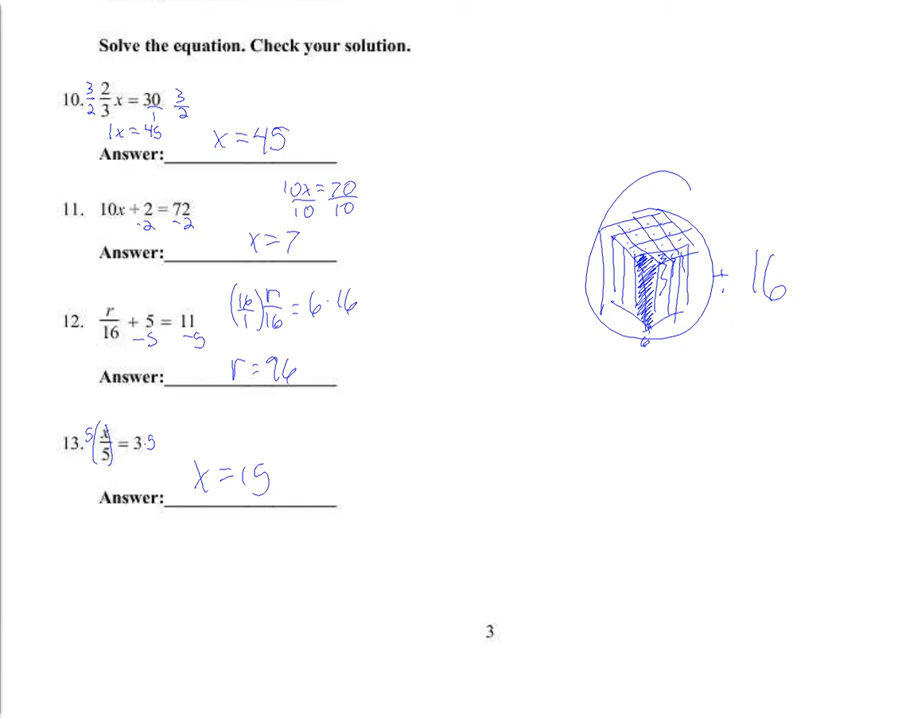 Solve the equation. Check your solution.
10. 3/2 2/3 x = 30/1 3/2
1x = 45
Answer: x = 45
10x/10 = 70/10
11. 10x + 2 = 72
-2 -2
Answer: x = 7
12. r/16 + 5 = 11 (16/1) r/16 = 6 · 16
-5 -5
Answer: r = 96
13. 5(x/5) = 3·5
Answer: x = 15
÷ 16
6
3